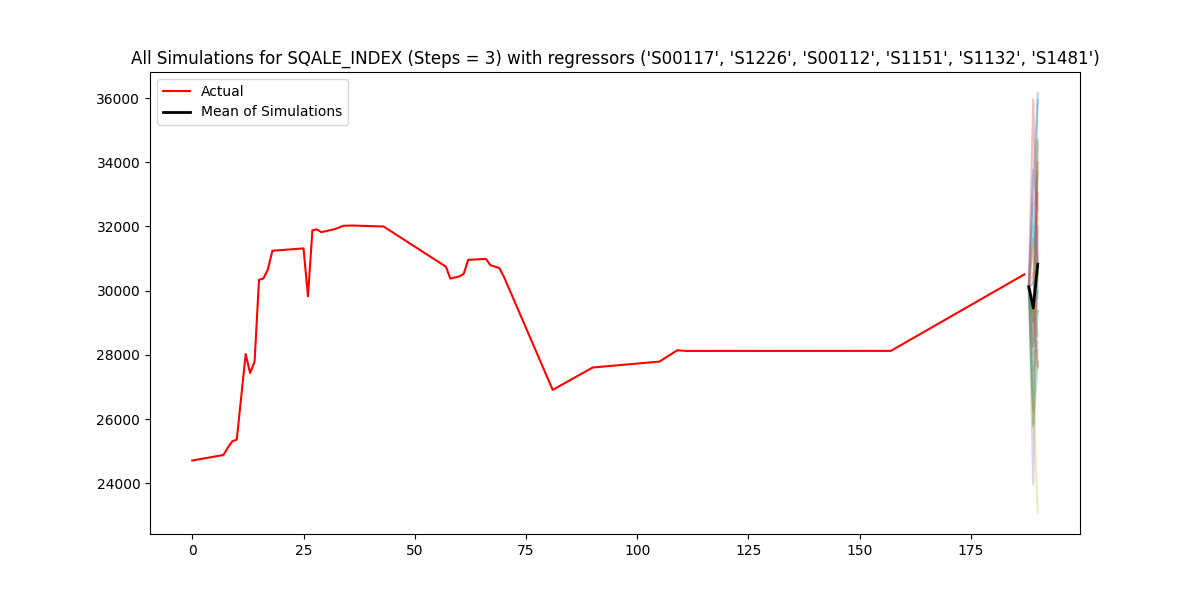 All Simulations for SQALE_INDEX (Steps = 3) with regressors ('S00117', 'S1226', 'S00112', 'S1151', 'S1132', 'S1481')
Actual
Mean of Simulations
36000
34000
32000
30000
28000
26000
24000
0 25 50 75 100 125 150 175